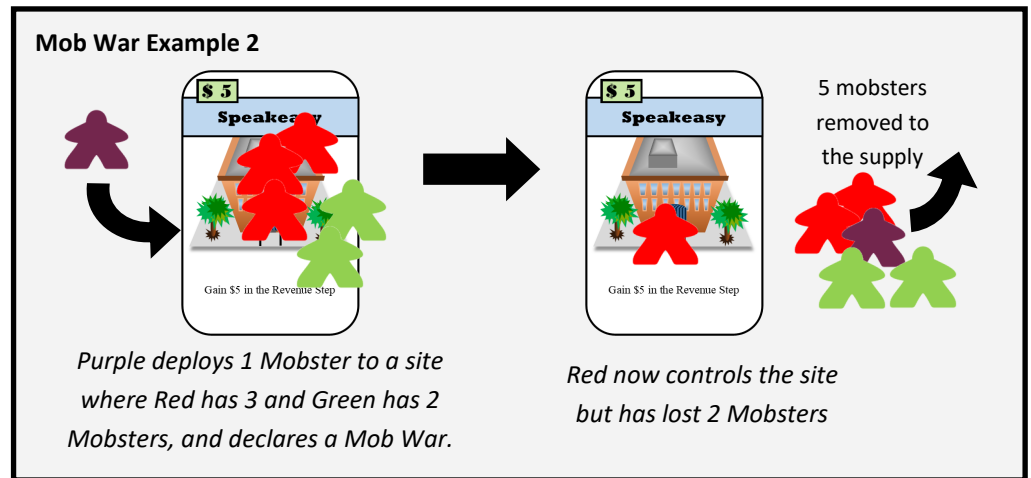 Mob War Example 2
$ 5
Speakeasy
Gain $5 in the Revenue Step
Purple deploys 1 Mobster to a site
where Red has 3 and Green has 2
Mobsters, and declares a Mob War.
$ 5
Speakeasy
Gain $5 in the Revenue Step
5 mobsters
removed to
the supply
Red now controls the site
but has lost 2 Mobsters